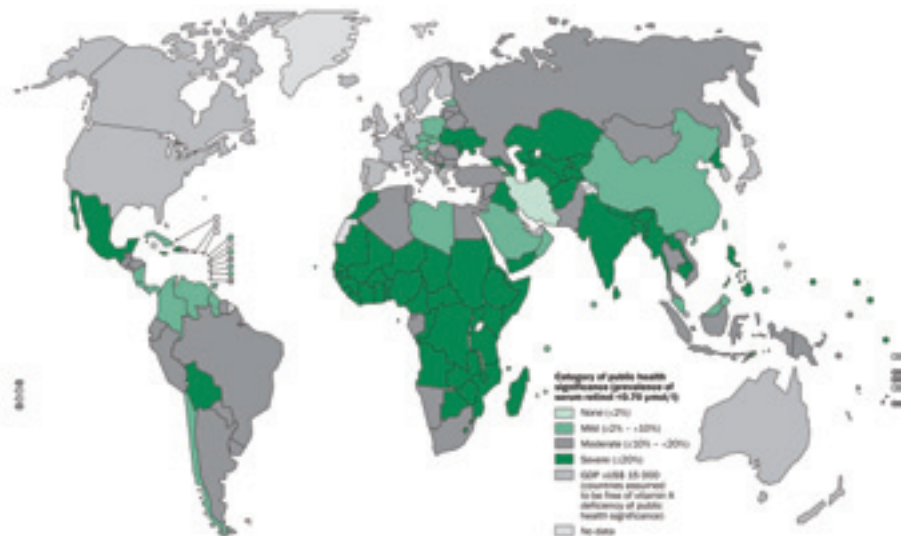 Category of public health
significance (prevalence of
serum retinol <0.70 µmol/l)
None (<2%)
Mild (≥2% – <10%)
Moderate (≥10% – <20%)
Severe (≥20%)
GDP ≥US$ 15 000
(countries assumed
to be free of vitamin A
deficiency of public
health significance)
No data